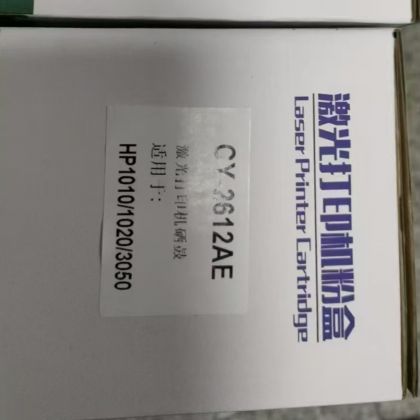 激光打印机粉盒
Laser Printer Cartridge
CY-2612AE
激光打印机硒鼓
适用于：
HP1010/1020/3050